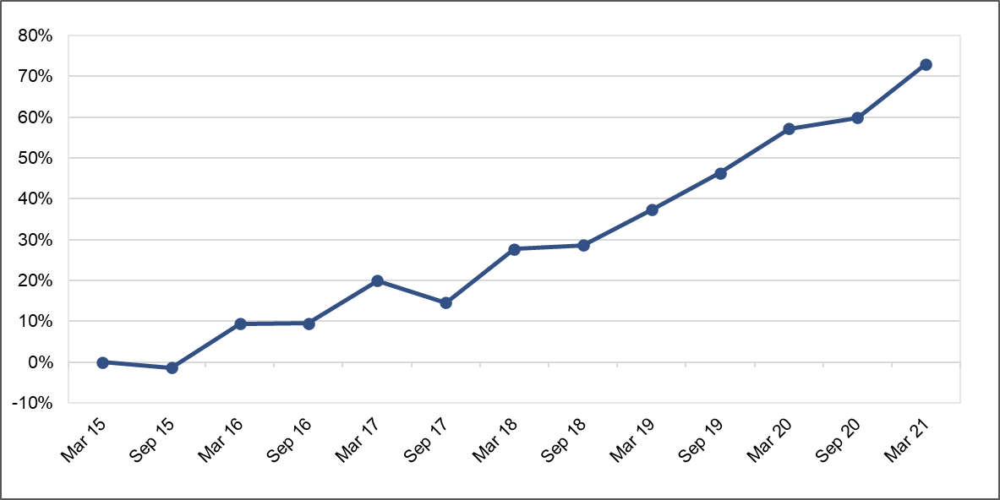 80%
70%
60%
50%
40%
30%
20%
10%
0%
-10%
Mar 15
Sep 15
Mar 16
Sep 16
Mar 17
Sep 17
Mar 18
Sep 18
Mar 19
Sep 19
Mar 20
Sep 20
Mar 21